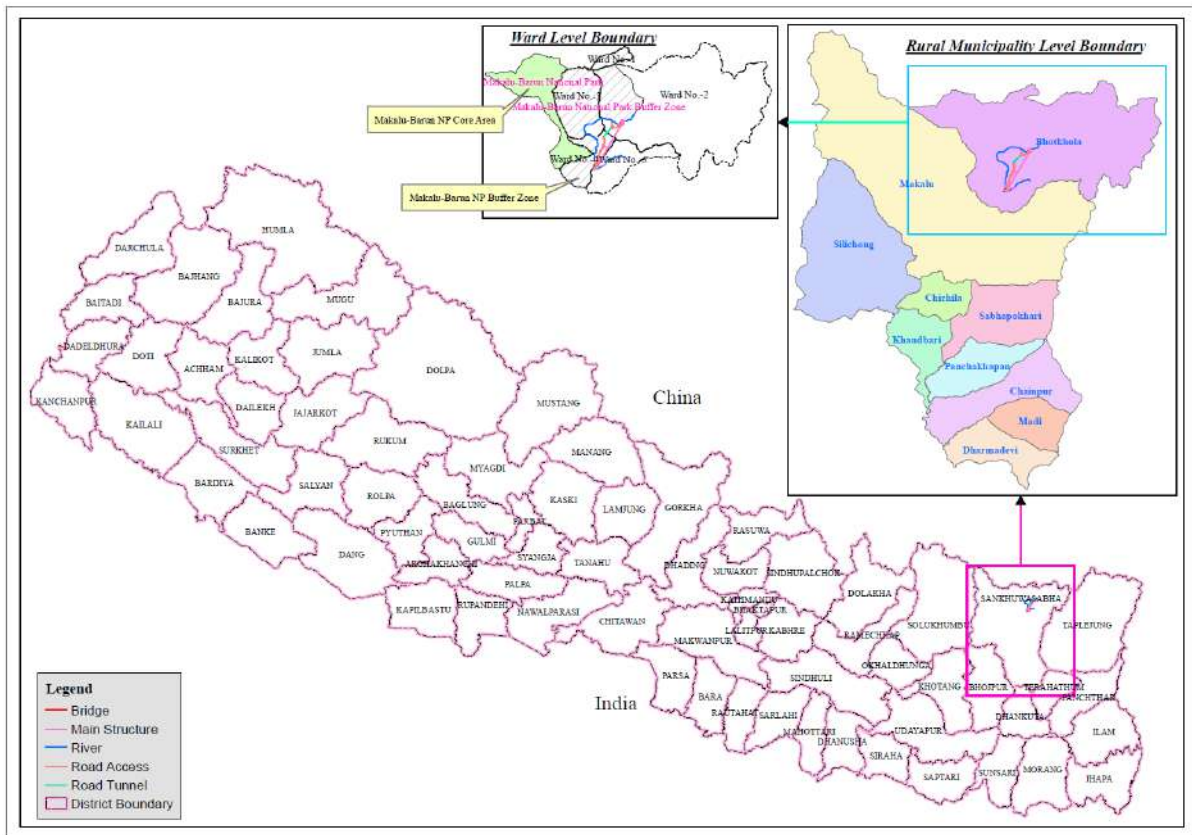 Ward Level Boundary
Ward No.-1
Makalu-Barun National Park
Ward No.-2
Makalu-Barun National Park Buffer Zone
Makalu-Barun NP Core Area
Makalu-Barun NP Buffer Zone
Rural Municipality Level Boundary
Bhotkhola
Makalu
Silichong
Chichila
Sabhapokhari
Khandbari
Panchakhapan
Chainpur
Madi
Dharmadevi
HUMLA
DARCHULA
BAJHANG
BAJURA
MUGU
BAITADI
DADELDHURA
DOTI
KALIKOT
JUMLA
ACHHAM
DOLPA
KANCHANPUR
DAILEKH
JAJARKOT
MUSTANG
China
KAILALI
SURKHET
RUKUM
MANANG
MYAGDI
BARDIYA
SALYAN
ROLPA
BAGLUNG
KASKI
LAMJUNG
GORKHA
BANKE
PYUTHAN
GULMI
PARBAT
RASUWA
DANG
ARGHAKHANCHI
SYANGJA
TANAHU
DHADING
NUWAKOT
SINDHUPALCHOK
PALPA
DOLAKHA
SANKHUWASABHA
KAPILBASTU
RUPANDEHI
NAWALPARASI
CHITAWAN
KATHMANDU
BHAKTAPUR
LALITPUR
KABHRE
MAKWANPUR
RAMECHHAP
SOLUKHUMBU
TAPLEJUNG
OKHALDHUNGA
PARSA
SINDHULI
KHOTANG
BHOJPUR
TERAHATHUM
PANCHTHAR
India
BARA
RAUTAHAT
SARLAHI
MAHOTTARI
DHANUSHA
SIRAHA
UDAYAPUR
DHANKUTA
ILAM
SAPTARI
SUNSARI
MORANG
JHAPA
Legend
Bridge
Main Structure
River
Road Access
Road Tunnel
District Boundary